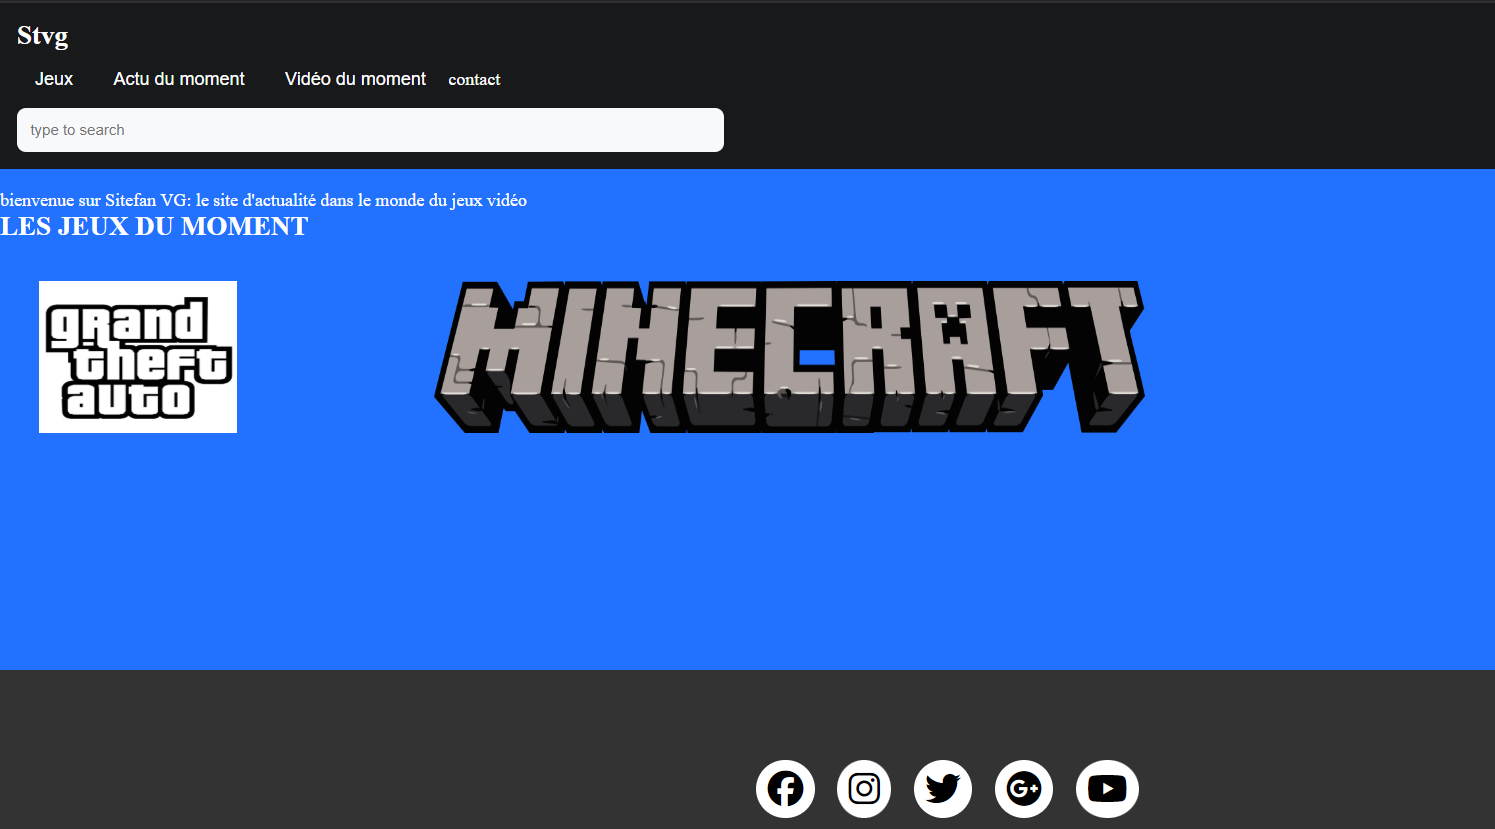 Stvg
Jeux Actu du moment Vidéo du moment contact
type to search
bienvenue sur Sitefan VG: le site d'actualité dans le monde du jeux vidéo
LES JEUX DU MOMENT
grand
theft
auto
MINECRAFT
G+